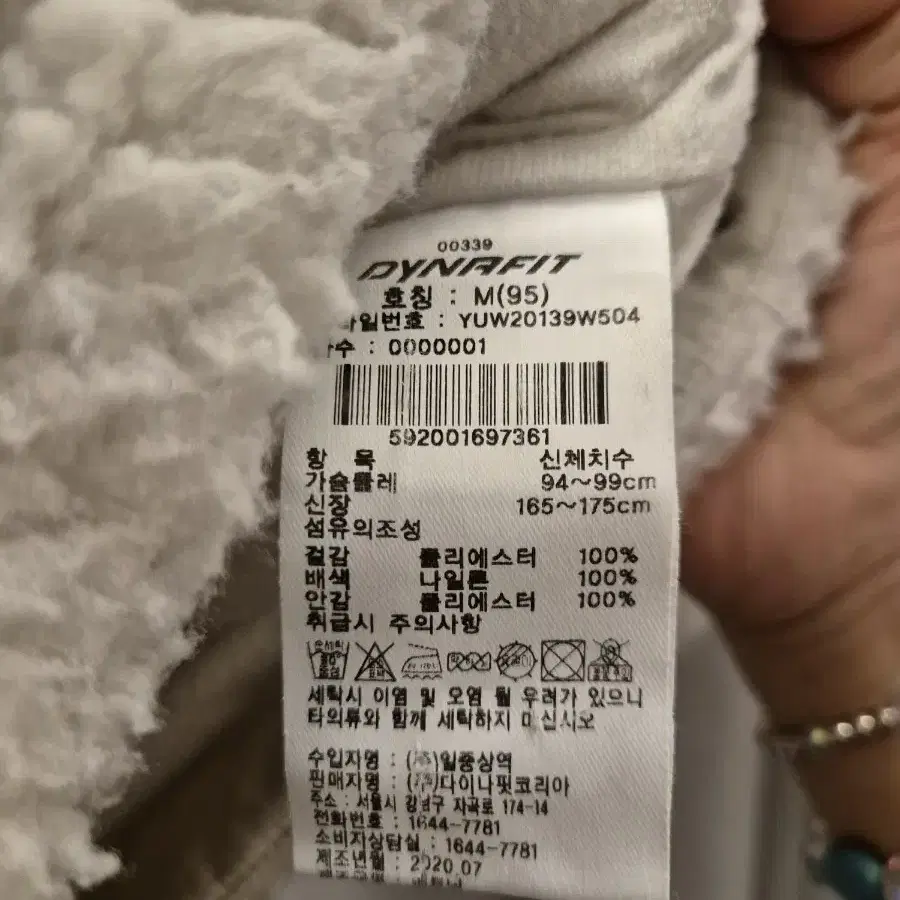 00339
DYNAFIT
호칭 : M(95)
일번호 : YUW20139W504
수 : 0000001
592001697361
항 목 신체치수
가슴둘레 94~99cm
신장 165~175cm
섬유의조성
겉감 폴리에스터 100%
배색 나일론 100%
안감 폴리에스터 100%
취급시 주의사항
손세탁
세탁시 이염 및 오염 될 우려가 있으니
타의류와 함께 세탁하지 마십시오
수입자명 : (주)일중상역
판매자명 : (주)다이나핏코리아
주소 : 서울시 강남구 자곡로 174-14
전화번호 : 1644-7781
소비자상담실 : 1644-7781
제조년월 : 2020.07